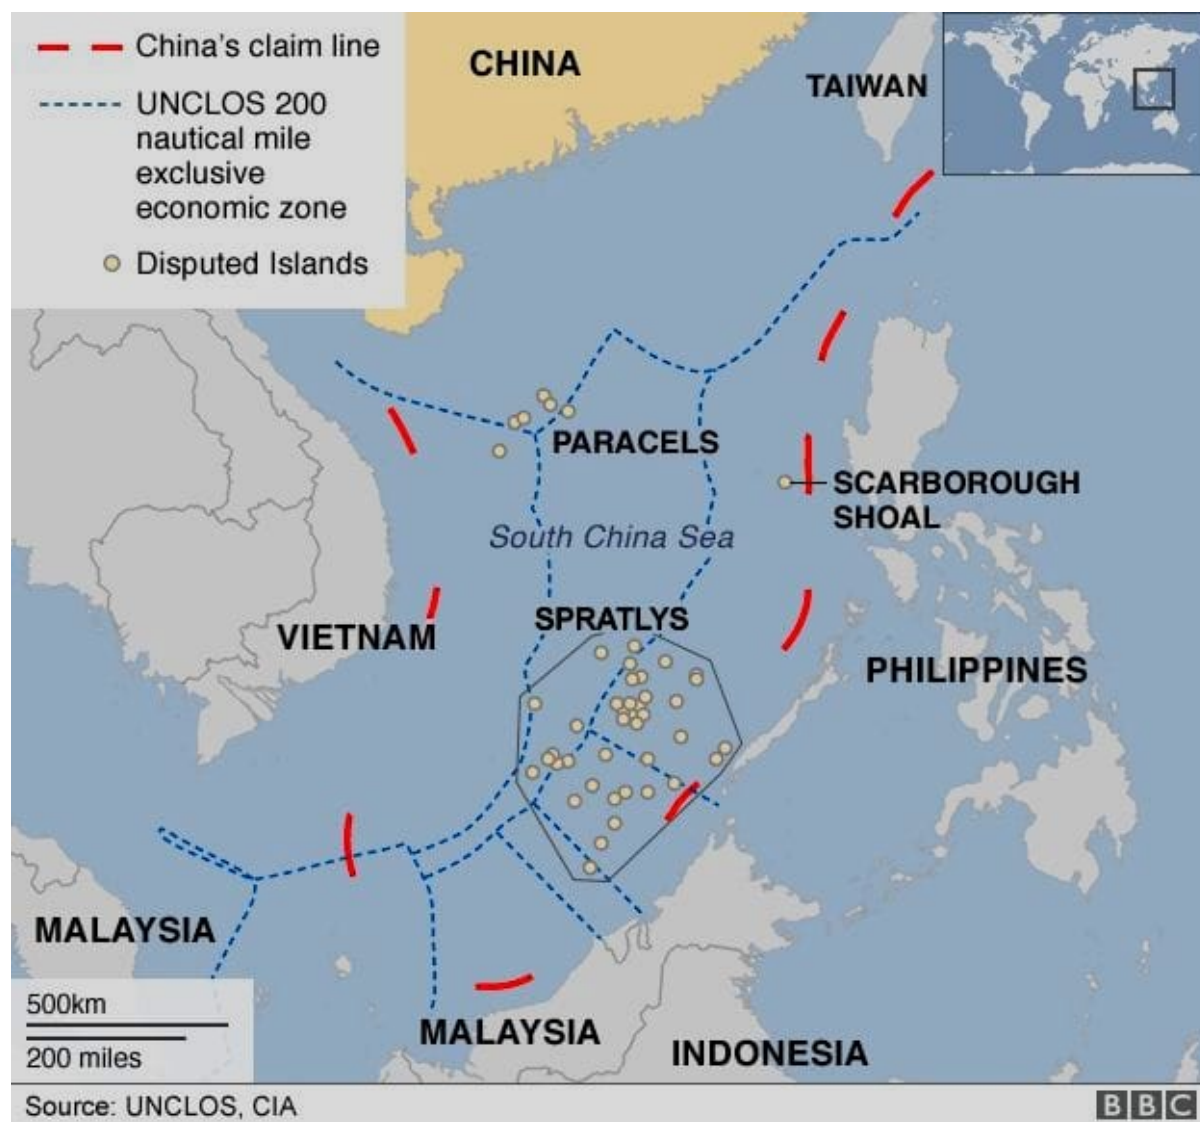 China's claim line
UNCLOS 200
nautical mile
exclusive
economic zone
Disputed Islands
CHINA
TAIWAN
PARACELS
SCARBOROUGH
SHOAL
South China Sea
SPRATLYS
VIETNAM
PHILIPPINES
MALAYSIA
MALAYSIA
INDONESIA
500km
200 miles
Source: UNCLOS, CIA
BBC